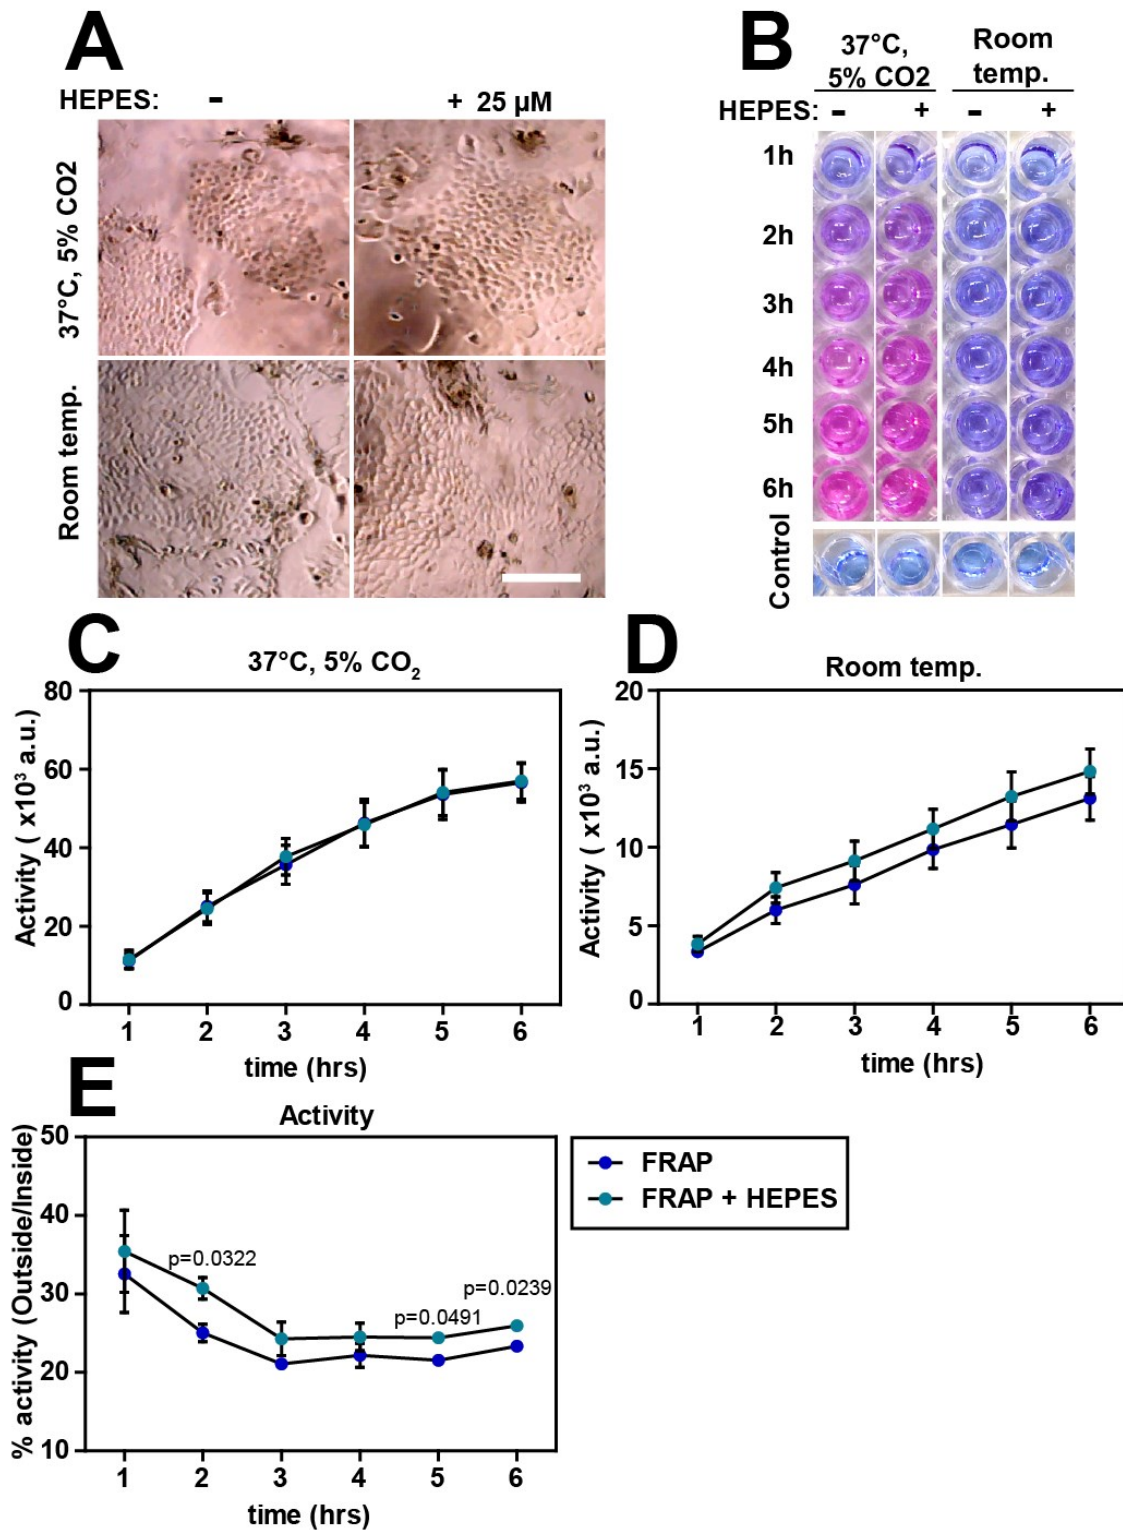 A
HEPES: - + 25 µM
37°C, 5% CO2
Room temp.
B
37°C, 5% CO2
Room temp.
HEPES: - + - +
1h
2h
3h
4h
5h
6h
Control
C
37°C, 5% CO2
Activity ( x10³ a.u.)
80
60
40
20
0
1 2 3 4 5 6
time (hrs)
D
Room temp.
Activity ( x10³ a.u.)
20
15
10
5
0
1 2 3 4 5 6
time (hrs)
E
Activity
% activity (Outside/Inside)
50
40
30
20
10
p=0.0322
p=0.0491
p=0.0239
1 2 3 4 5 6
time (hrs)
FRAP
FRAP + HEPES